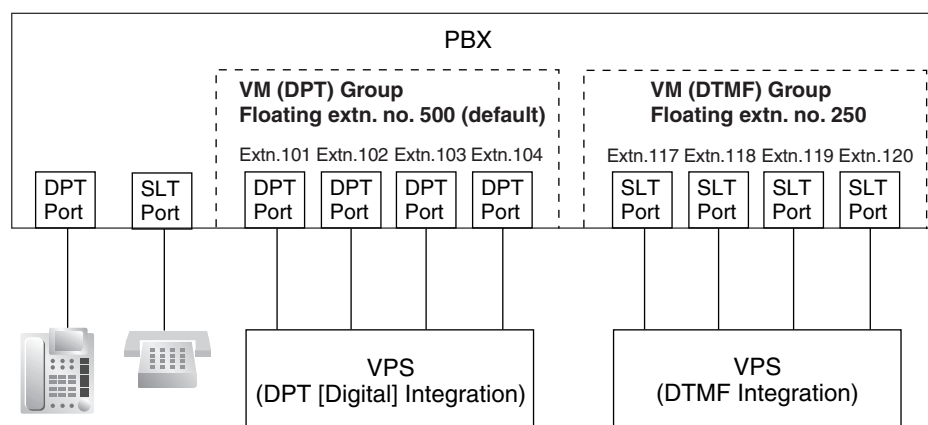 PBX
VM (DPT) Group
Floating extn. no. 500 (default)
VM (DTMF) Group
Floating extn. no. 250
Extn.101 Extn.102 Extn.103 Extn.104
Extn.117 Extn.118 Extn.119 Extn.120
DPT
Port
SLT
Port
DPT
Port
DPT
Port
DPT
Port
DPT
Port
SLT
Port
SLT
Port
SLT
Port
SLT
Port
VPS
(DPT [Digital] Integration)
VPS
(DTMF Integration)